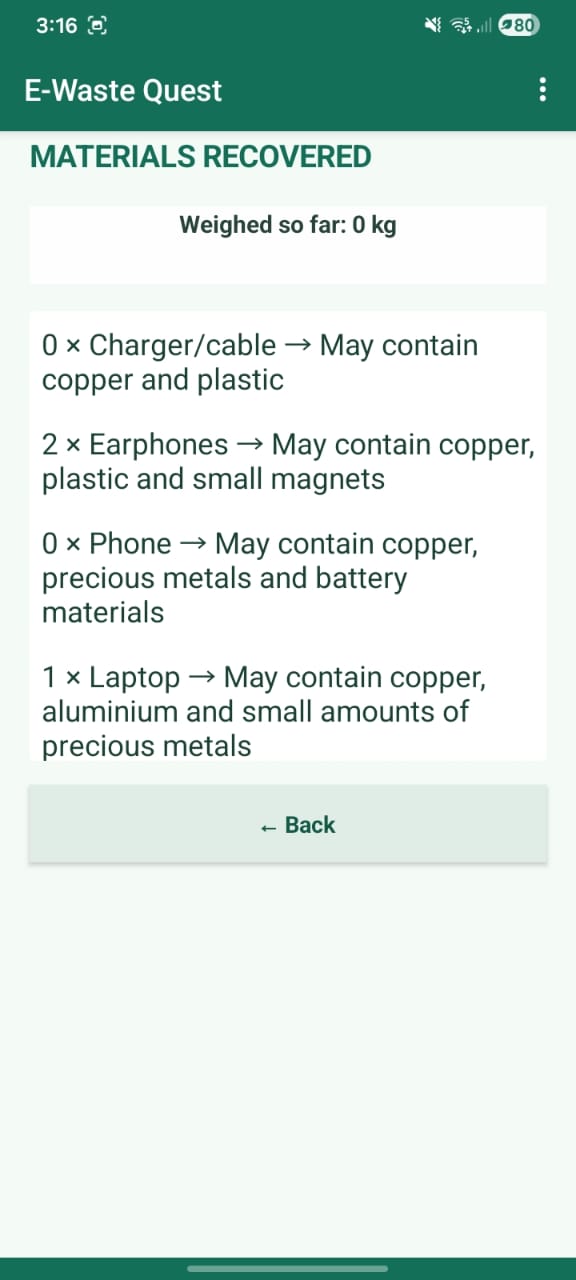 3:16
80
E-Waste Quest
MATERIALS RECOVERED
Weighed so far: 0 kg
0 × Charger/cable → May contain
copper and plastic
2 × Earphones → May contain copper,
plastic and small magnets
0 × Phone → May contain copper,
precious metals and battery
materials
1 × Laptop → May contain copper,
aluminium and small amounts of
precious metals
← Back